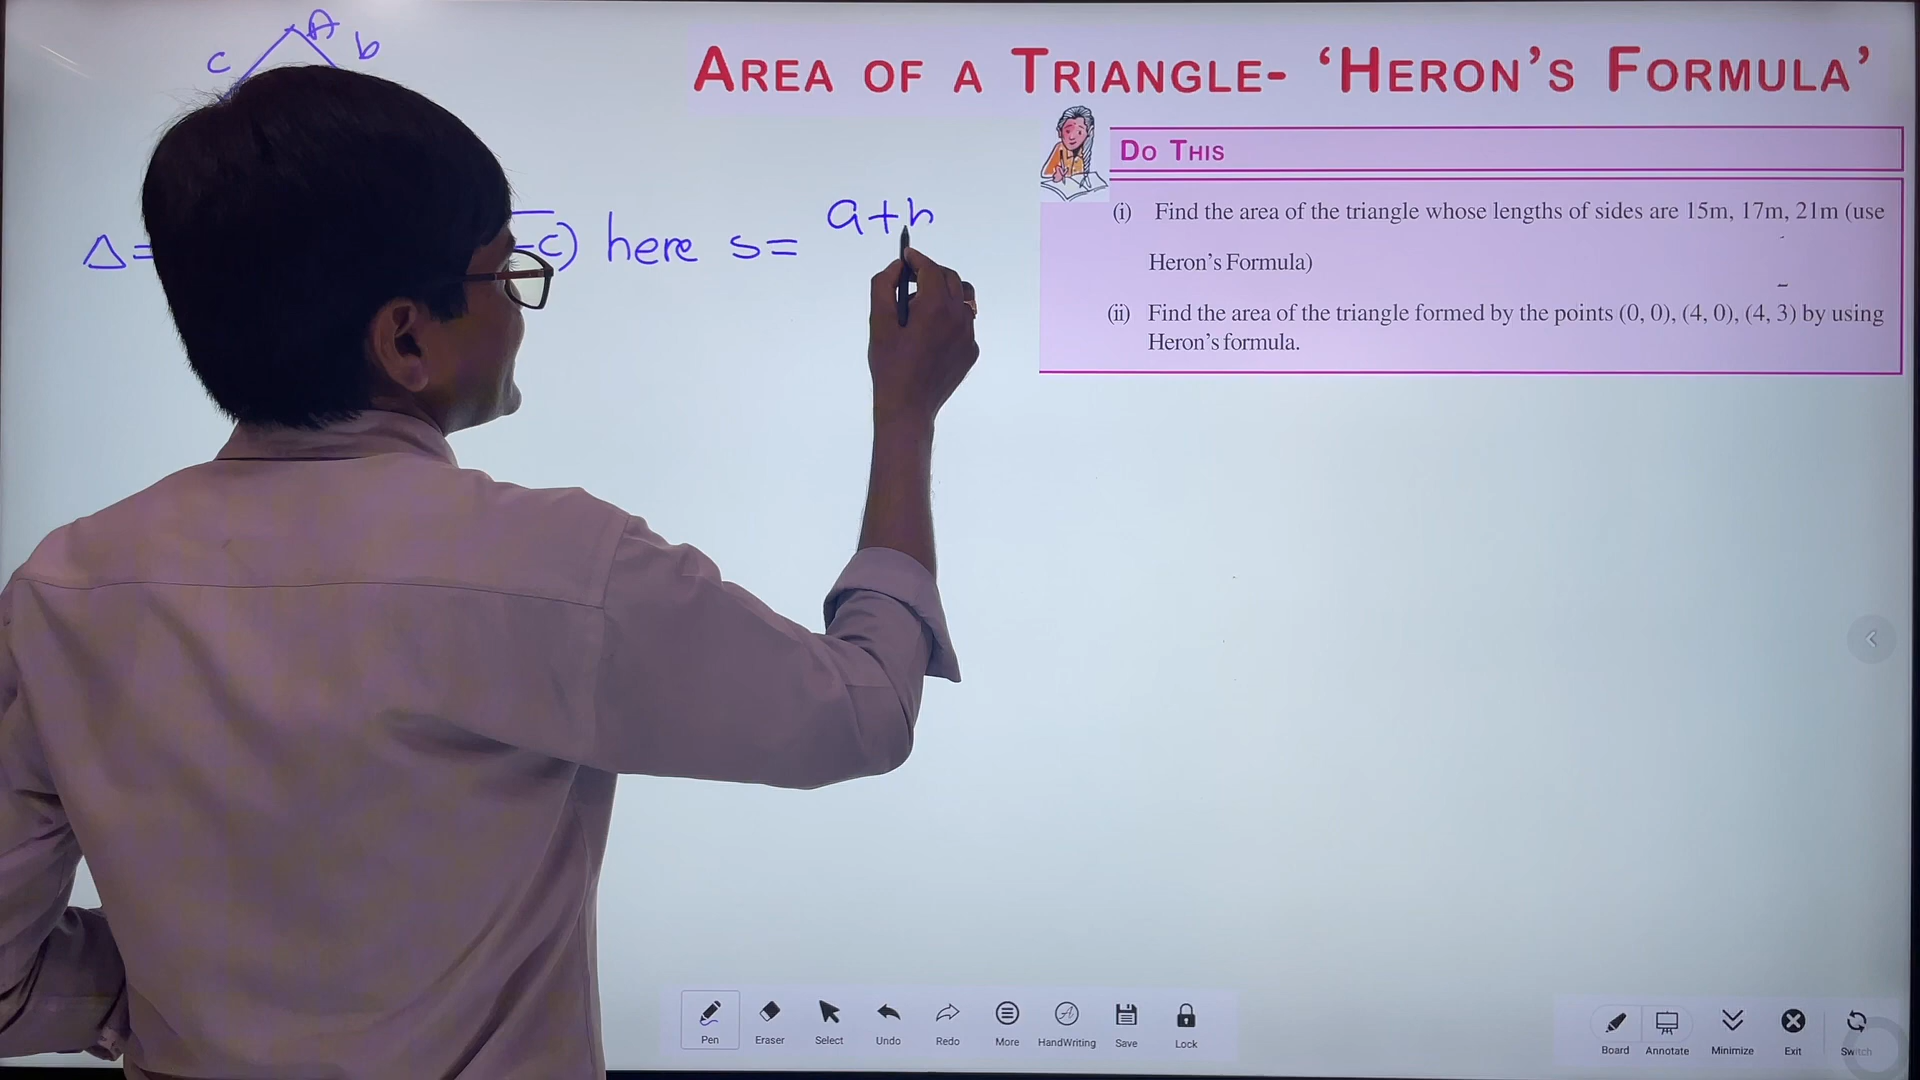 A
c
b
AREA OF A TRIANGLE- ‘HERON’S FORMULA’
DO THIS
(i) Find the area of the triangle whose lengths of sides are 15m, 17m, 21m (use
Heron’s Formula)
(ii) Find the area of the triangle formed by the points (0, 0), (4, 0), (4, 3) by using
Heron’s formula.
Δ= -c) here s= a+b
Pen
Eraser
Select
Undo
Redo
More
HandWriting
Save
Lock
Board
Annotate
Minimize
Exit
Switch